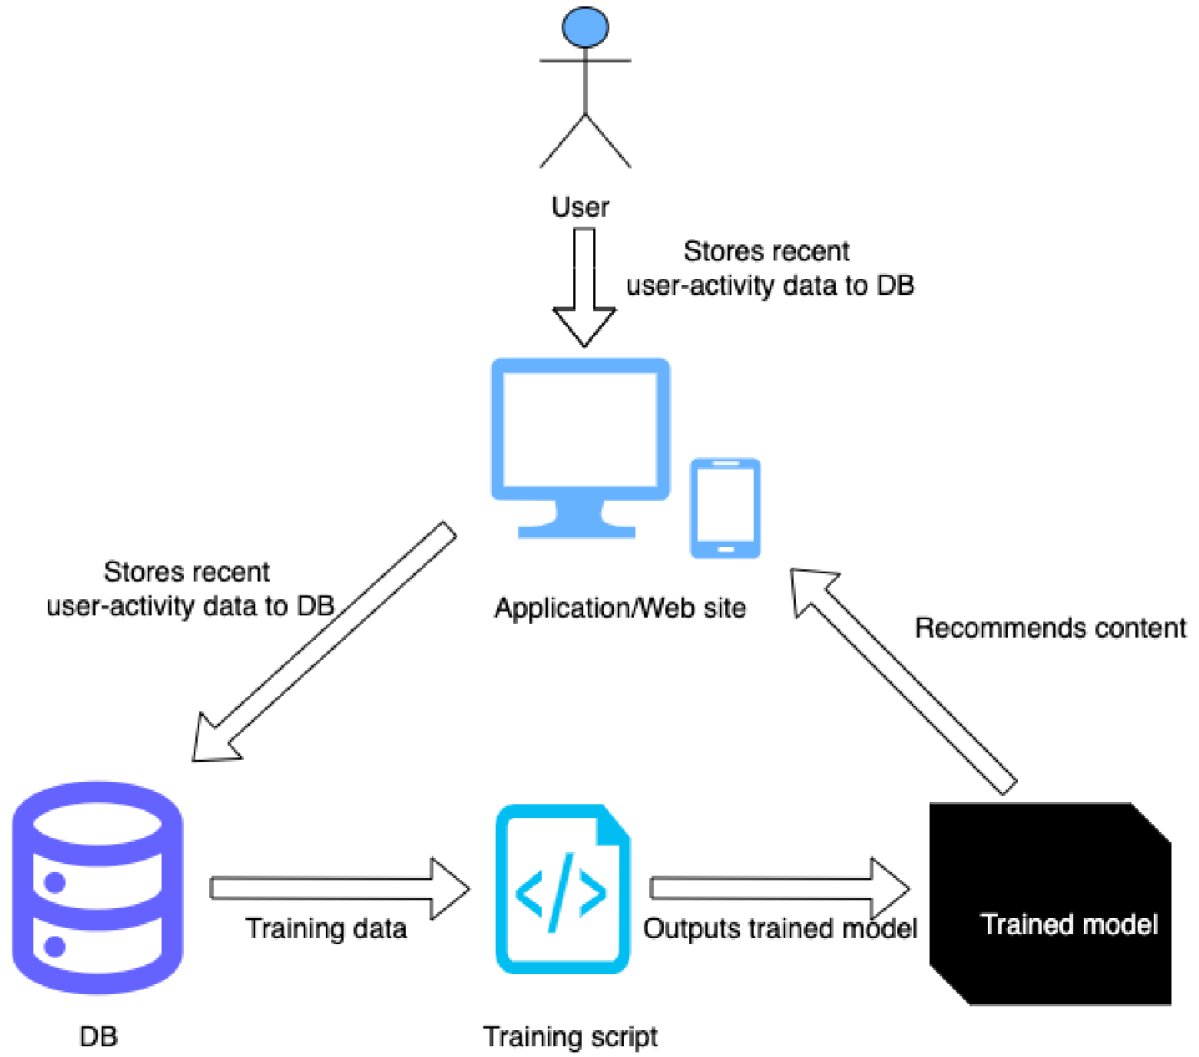 User
Stores recent
user-activity data to DB
Application/Web site
Stores recent
user-activity data to DB
Recommends content
Training data
Outputs trained model
Trained model
DB
Training script